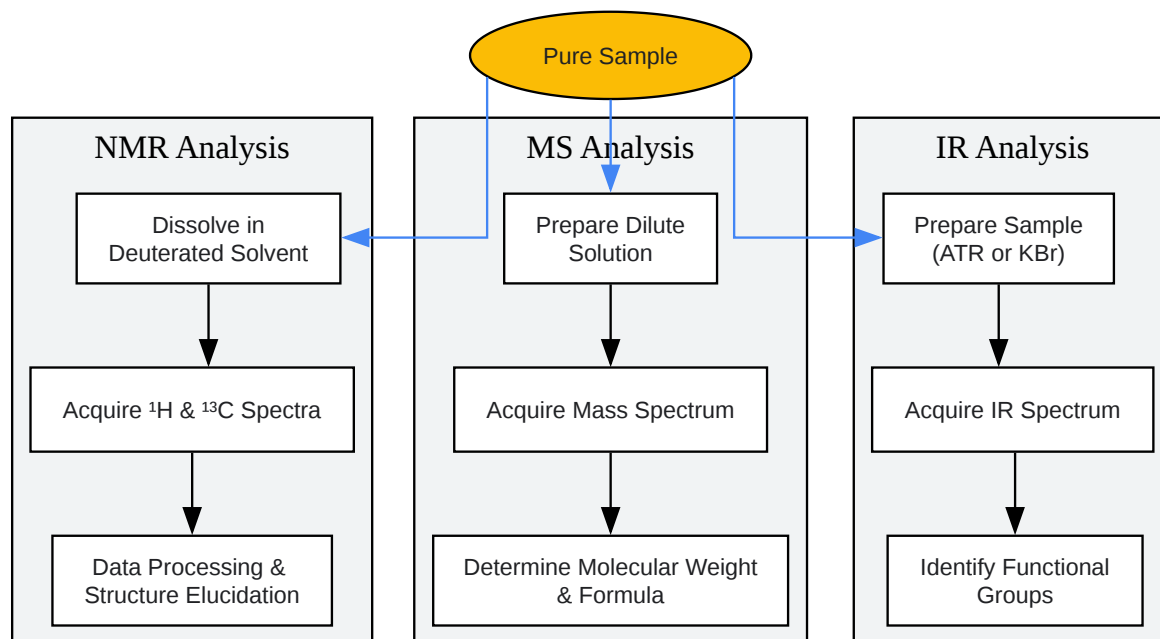 Pure Sample
NMR Analysis
Dissolve in
Deuterated Solvent
Acquire ¹H & ¹³C Spectra
Data Processing &
Structure Elucidation
MS Analysis
Prepare Dilute
Solution
Acquire Mass Spectrum
Determine Molecular Weight
& Formula
IR Analysis
Prepare Sample
(ATR or KBr)
Acquire IR Spectrum
Identify Functional
Groups